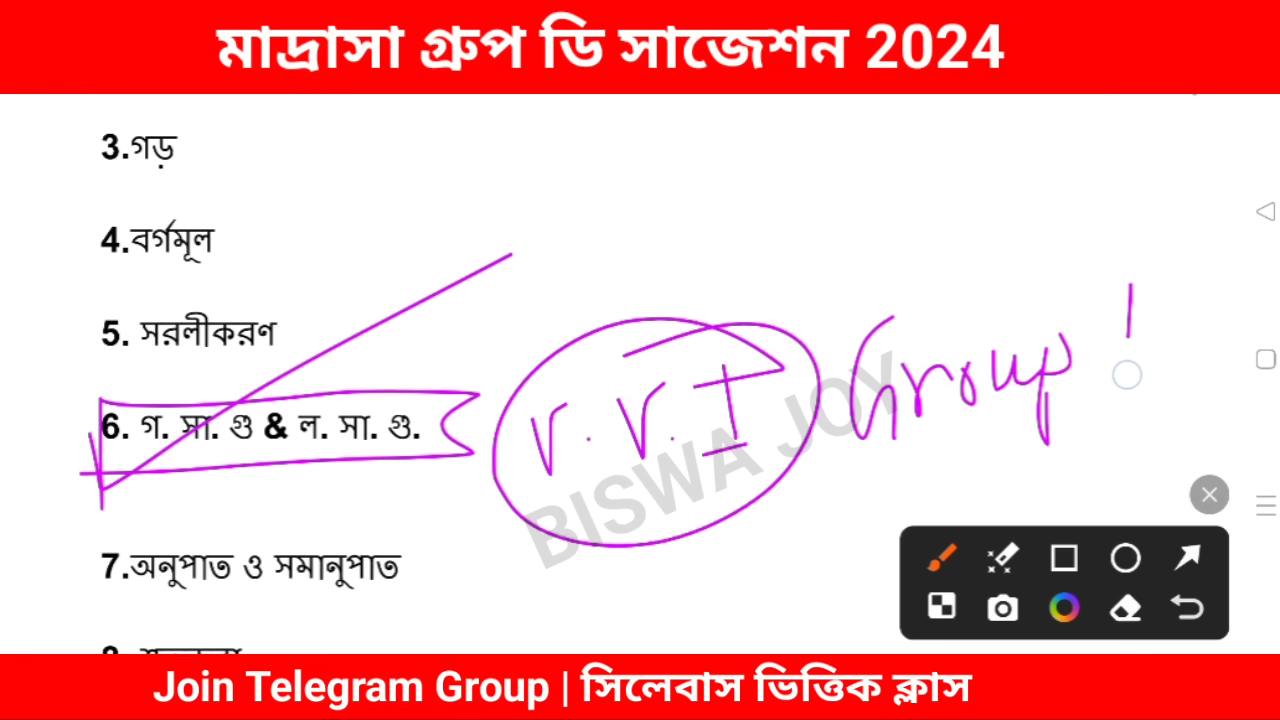 মাদ্রাসা গ্রুপ ডি সাজেশন 2024
3.গড়
4.বর্গমূল
5. সরলীকরণ
6. গ. সা. গু & ল. সা. গু.
V.V.I Group
BISWA JOY
7.অনুপাত ও সমানুপাত
Join Telegram Group | সিলেবাস ভিত্তিক ক্লাস